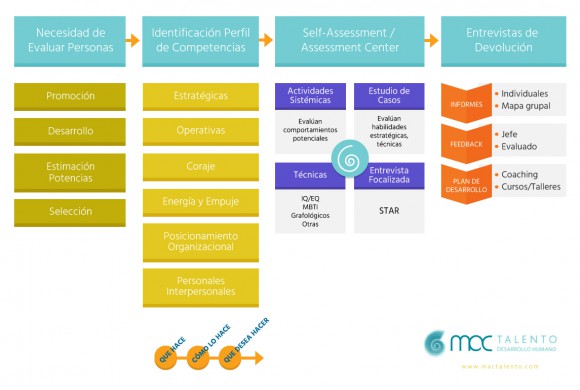 Necesidad de
Evaluar Personas
Identificación Perfil
de Competencias
Self-Assessment /
Assessment Center
Entrevistas de
Devolución
Promoción
Desarrollo
Estimación
Potencias
Selección
Estratégicas
Operativas
Coraje
Energía y Empuje
Posicionamiento
Organizacional
Personales
Interpersonales
QUE HACE
CÓMO LO HACE
QUE DESEA HACER
Actividades
Sistémicas
Evalúan
comportamientos
potenciales
Estudio de
Casos
Evalúan
habilidades
estratégicas,
técnicas
Técnicas
IQ/EQ
MBTI
Grafológicos
Otras
Entrevista
Focalizada
STAR
INFORMES
• Individuales
• Mapa grupal
FEEDBACK
• Jefe
• Evaluado
PLAN DE
DESARROLLO
• Coaching
• Cursos/Talleres
moc TALENTO
DESARROLLO HUMANO
www.moctalento.com